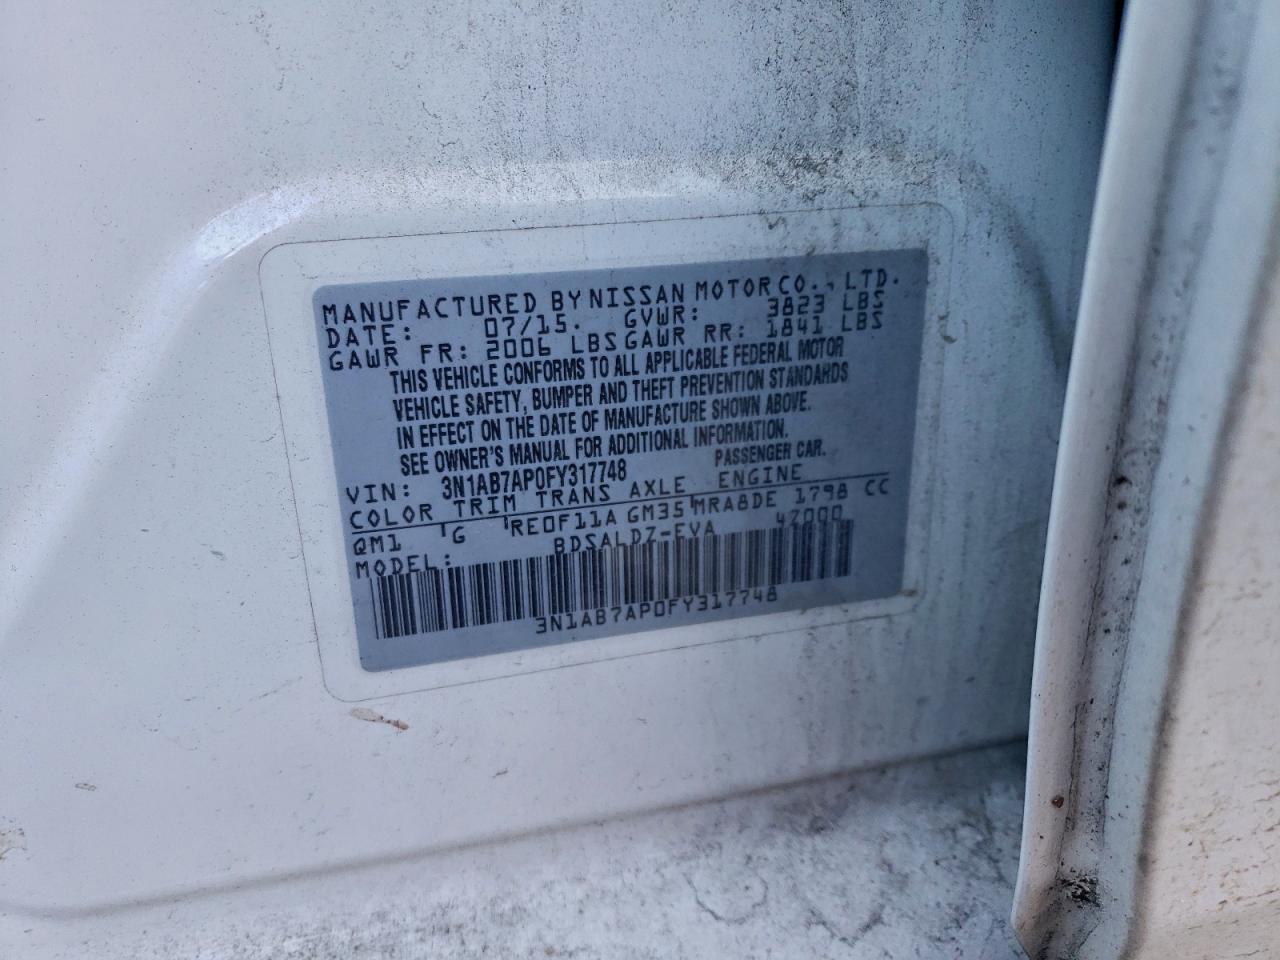 MANUFACTURED BY NISSAN MOTOR CO., LTD.
DATE: 07/15. GVWR: 3823 LBS
GAWR FR: 2006 LBS GAWR RR: 1841 LBS
THIS VEHICLE CONFORMS TO ALL APPLICABLE FEDERAL MOTOR
VEHICLE SAFETY, BUMPER AND THEFT PREVENTION STANDARDS
IN EFFECT ON THE DATE OF MANUFACTURE SHOWN ABOVE.
SEE OWNER'S MANUAL FOR ADDITIONAL INFORMATION.
VIN: 3N1AB7AP0FY317748 PASSENGER CAR.
COLOR TRIM TRANS AXLE ENGINE
QM1 G RE0F11A GM35 MRA8DE 1798 CC
MODEL: BDSALDZ-EVA 47000
3N1AB7AP0FY317748